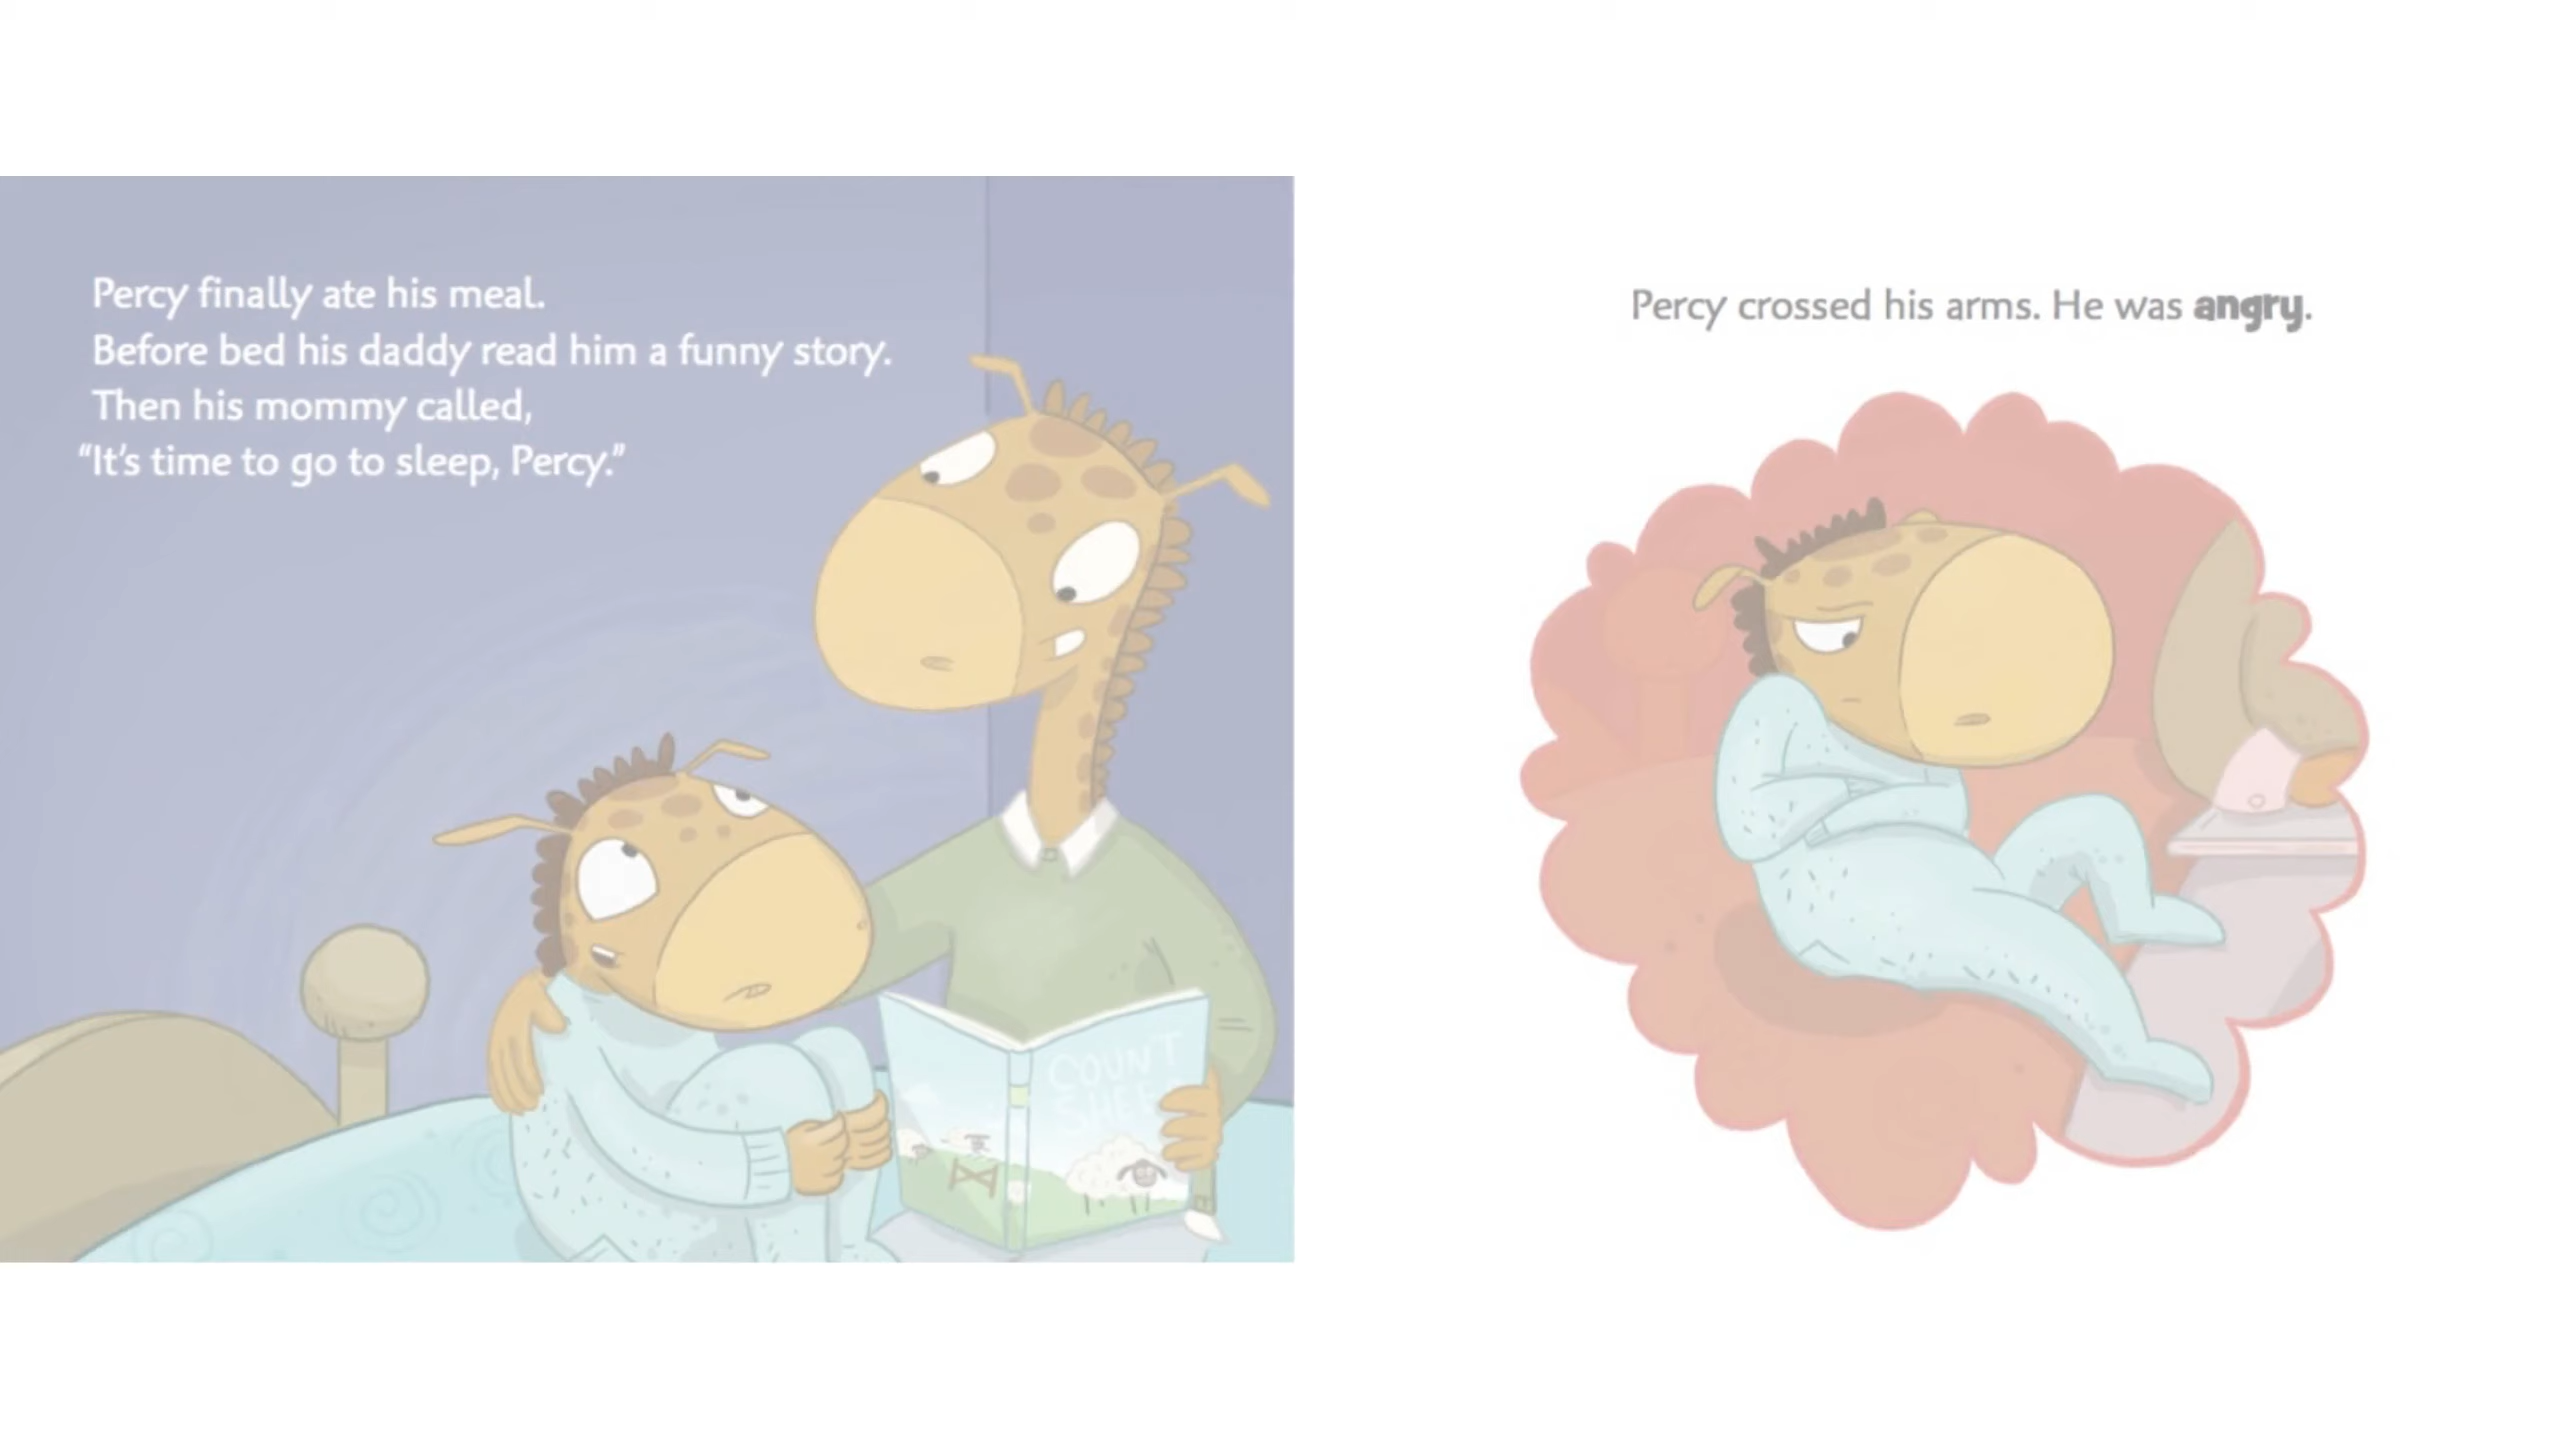 Percy finally ate his meal.
Before bed his daddy read him a funny story.
Then his mommy called,
“It’s time to go to sleep, Percy.”
COUNT
Percy crossed his arms. He was angry.